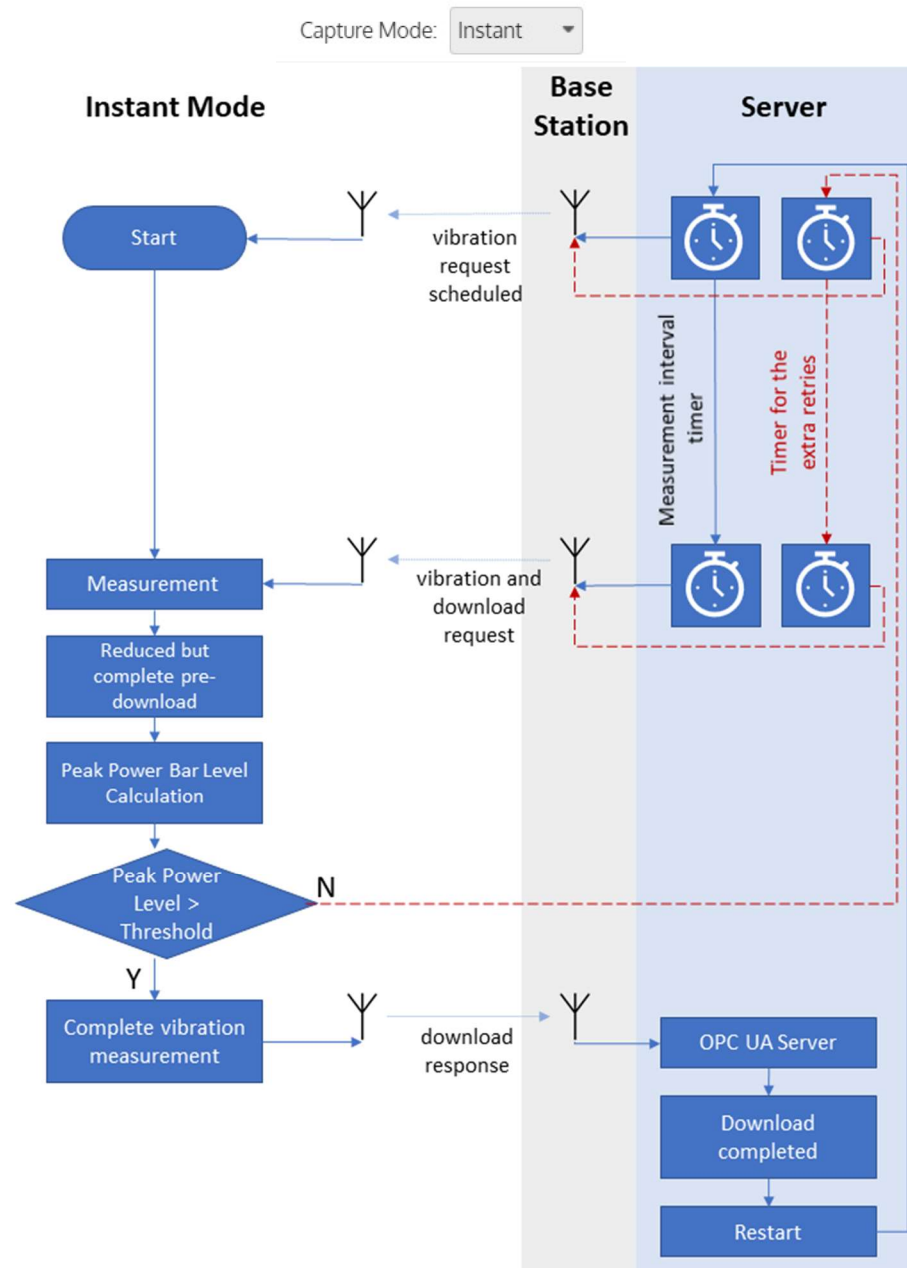 Capture Mode: Instant
Instant Mode
Base
Station
Server
Start
vibration
request
scheduled
Measurement interval
timer
Timer for the
extra retries
Measurement
vibration and
download
request
Reduced but
complete pre-
download
Peak Power Bar Level
Calculation
Peak Power
Level >
Threshold
N
Y
Complete vibration
measurement
download
response
OPC UA Server
Download
completed
Restart